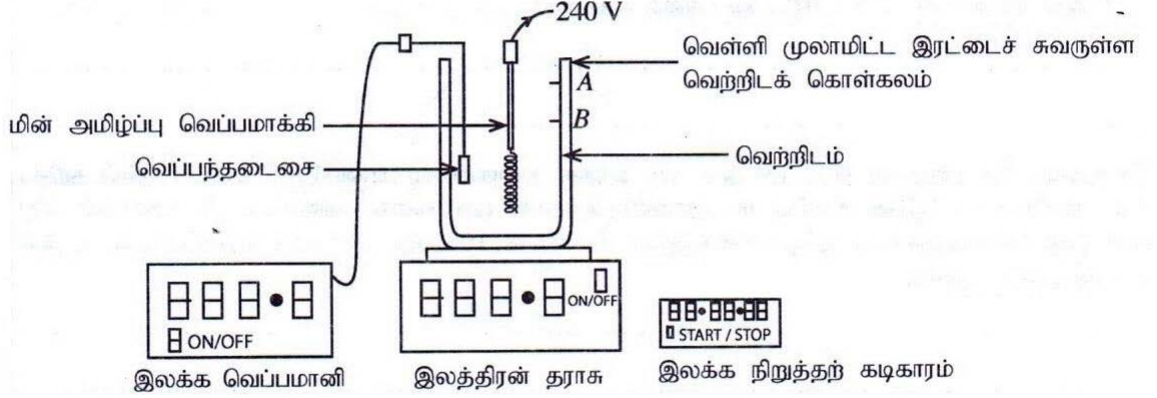 240 V
வெள்ளி முலாமிட்ட இரட்டைச் சுவருள்ள
வெற்றிடக் கொள்கலம்
A
மின் அமிழ்ப்பு வெப்பமாக்கி
B
வெப்பந்தடைசை
வெற்றிடம்
ON/OFF
ON/OFF
START / STOP
இலக்க வெப்பமானி
இலத்திரன் தராசு
இலக்க நிறுத்தற் கடிகாரம்